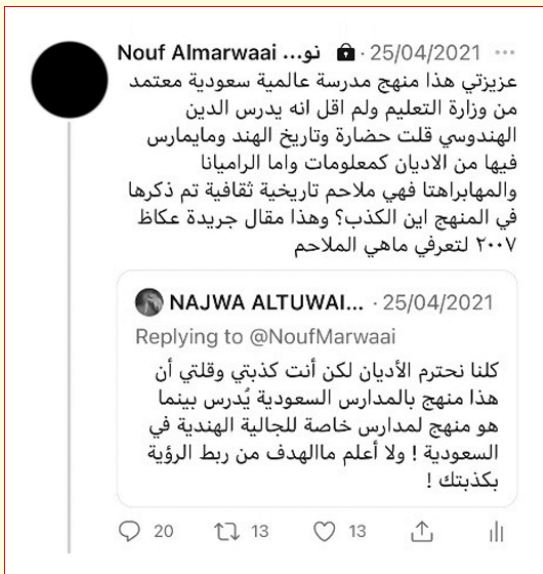 Nouf Almarwaai نو... 🔒 · 25/04/2021 ···
عزيزتي هذا منهج مدرسة عالمية سعودية معتمد
من وزارة التعليم ولم اقل انه يدرس الدين
الهندوسي قلت حضارة وتاريخ الهند ومايمارس
فيها من الاديان كمعلومات واما الراميانا
والمهابراهتا فهي ملاحم تاريخية ثقافية تم ذكرها
في المنهج اين الكذب؟ وهذا مقال جريدة عكاظ
٢٠٠٧ لتعرفي ماهي الملاحم
NAJWA ALTUWAI... · 25/04/2021
Replying to @NoufMarwaai
كلنا نحترم الأديان لكن أنت كذبتي وقلتي أن
هذا منهج بالمدارس السعودية يُدرس بينما
هو منهج لمدارس خاصة للجالية الهندية في
السعودية ! ولا أعلم ماالهدف من ربط الرؤية
بكذبتك !
20 13 13